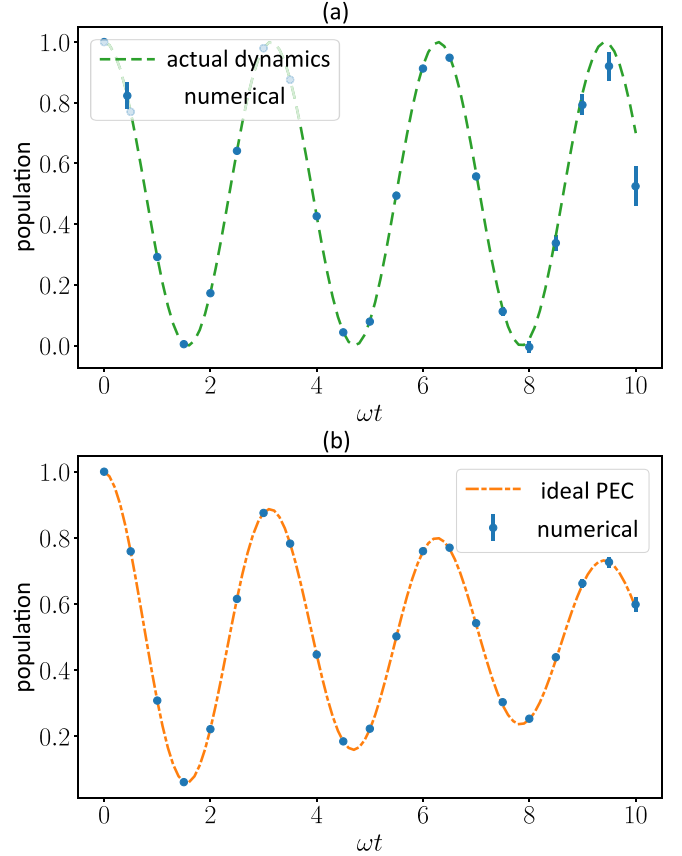 (a)
1.0
0.8
0.6
0.4
0.2
0.0
population
actual dynamics
numerical
0 2 4 6 8 10
ωt
(b)
1.0
0.8
0.6
0.4
0.2
population
ideal PEC
numerical
0 2 4 6 8 10
ωt